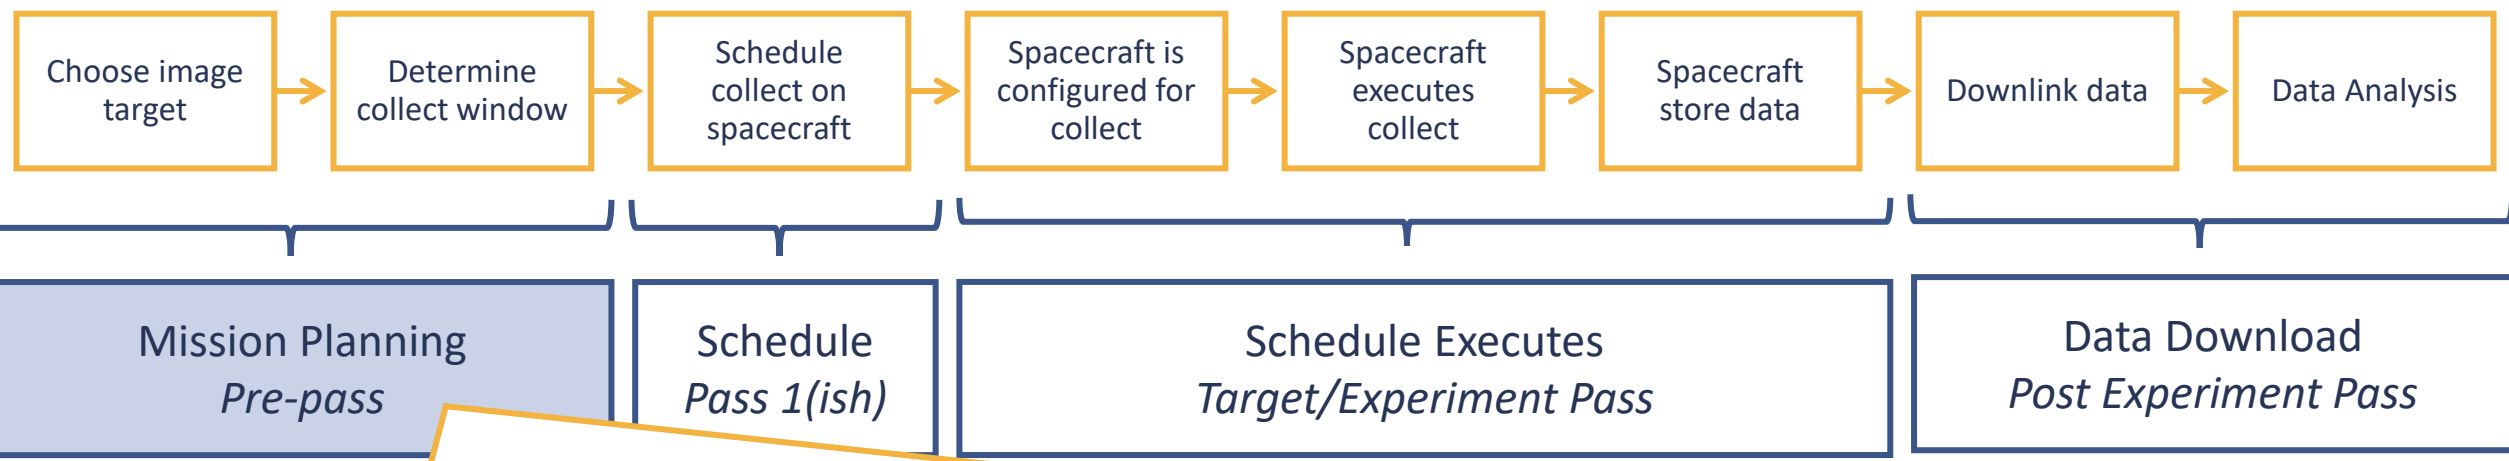 Choose image
target
Determine
collect window
Schedule
collect on
spacecraft
Spacecraft is
configured for
collect
Spacecraft
executes
collect
Spacecraft
store data
Downlink data
Data Analysis
Mission Planning
Pre-pass
Schedule
Pass 1(ish)
Schedule Executes
Target/Experiment Pass
Data Download
Post Experiment Pass